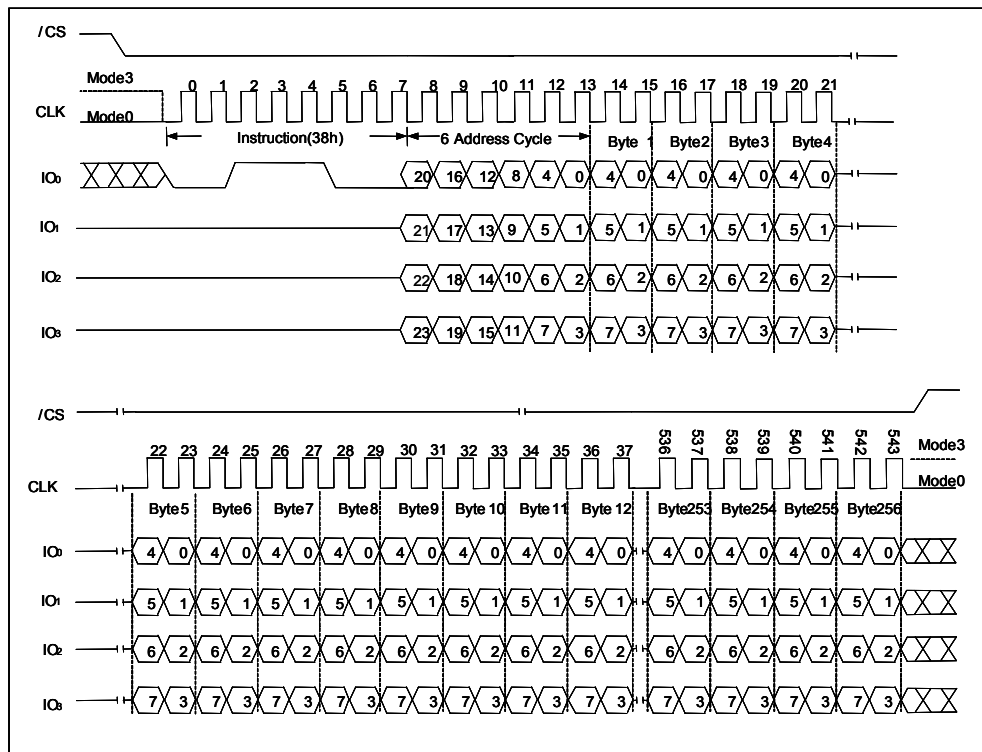 /CS
Mode3
0 1 2 3 4 5 6 7 8 9 10 11 12 13 14 15 16 17 18 19 20 21
CLK
Mode0
Instruction(38h) 6 Address Cycle Byte 1 Byte2 Byte3 Byte4
IO0 20 16 12 8 4 0 4 0 4 0 4 0 4 0
IO1 21 17 13 9 5 1 5 1 5 1 5 1 5 1
IO2 22 18 14 10 6 2 6 2 6 2 6 2 6 2
IO3 23 19 15 11 7 3 7 3 7 3 7 3 7 3
/CS
22 23 24 25 26 27 28 29 30 31 32 33 34 35 36 37 536 537 538 539 540 541 542 543 Mode3
CLK Mode0
Byte5 Byte6 Byte7 Byte8 Byte9 Byte 10 Byte 11 Byte 12 Byte253 Byte254 Byte255 Byte256
IO0 4 0 4 0 4 0 4 0 4 0 4 0 4 0 4 0 4 0 4 0 4 0 4 0
IO1 5 1 5 1 5 1 5 1 5 1 5 1 5 1 5 1 5 1 5 1 5 1 5 1
IO2 6 2 6 2 6 2 6 2 6 2 6 2 6 2 6 2 6 2 6 2 6 2 6 2
IO3 7 3 7 3 7 3 7 3 7 3 7 3 7 3 7 3 7 3 7 3 7 3 7 3